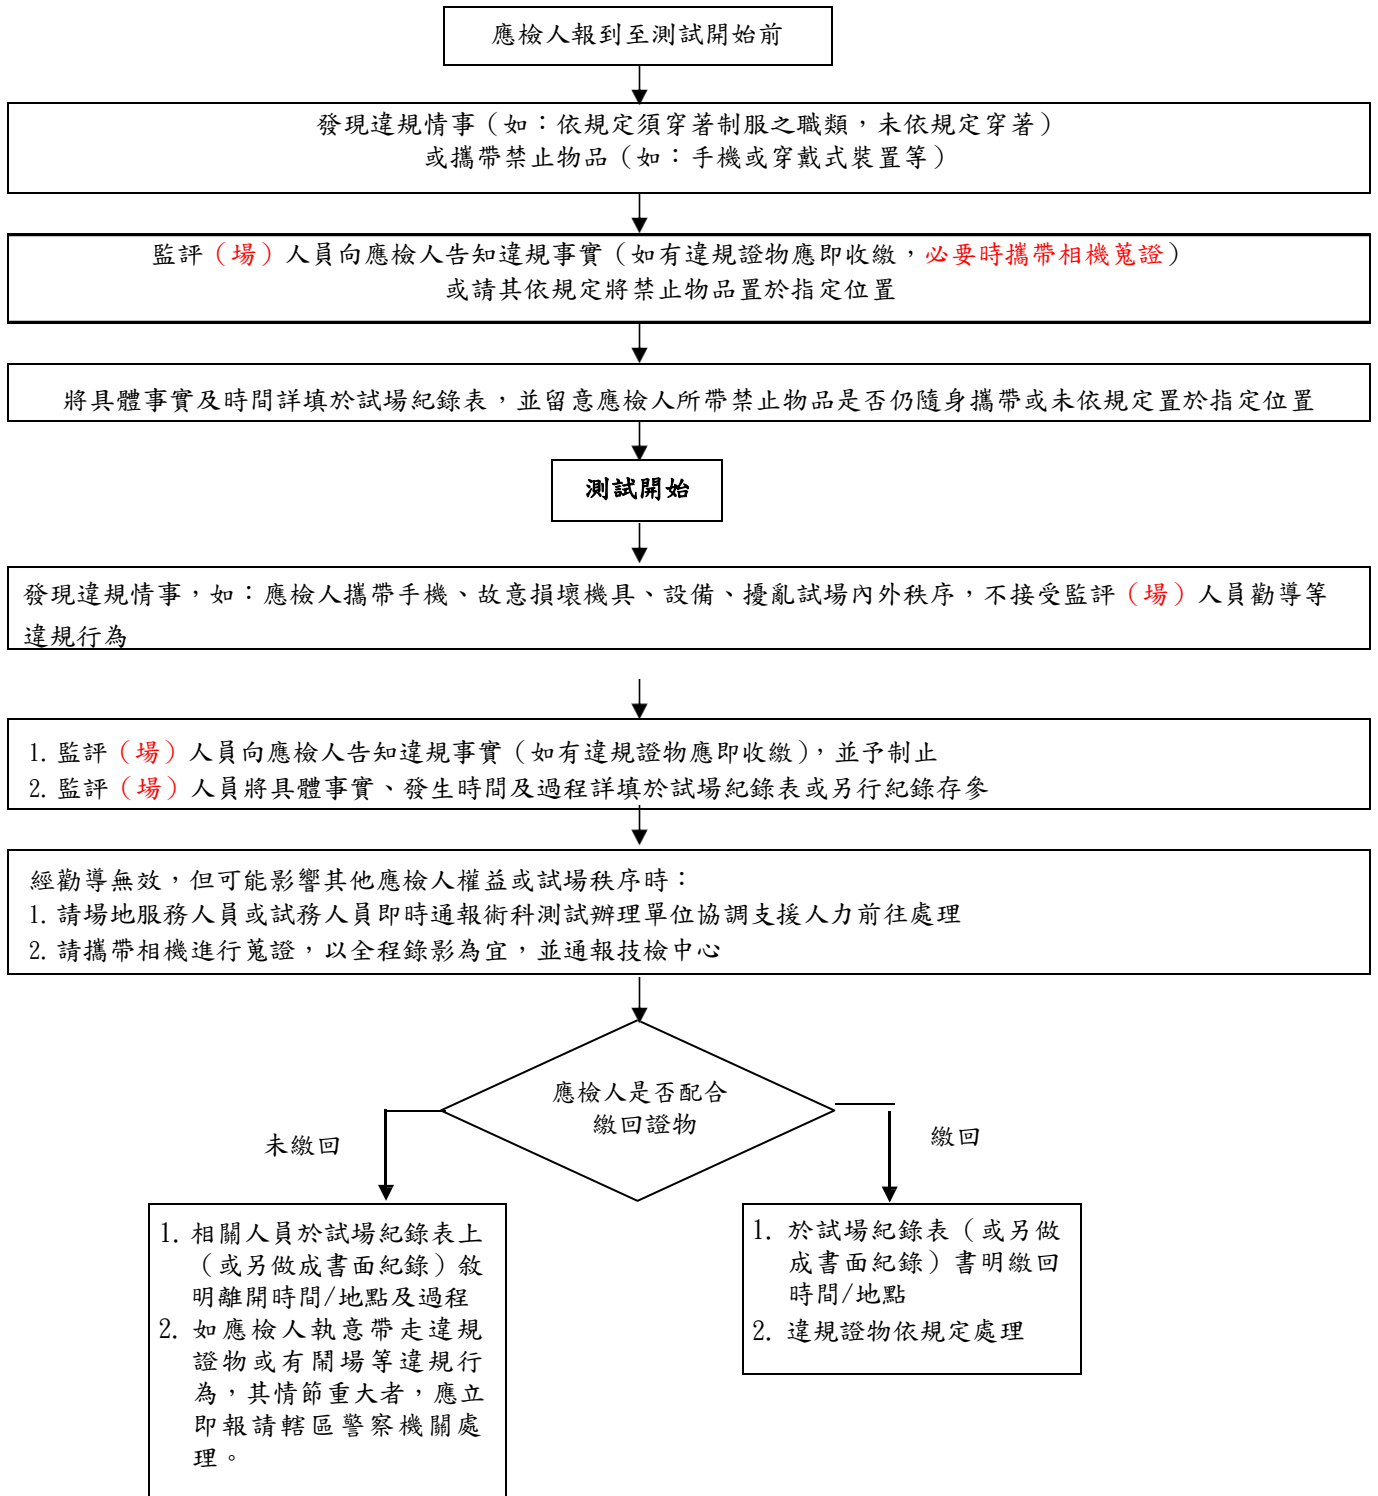 應檢人報到至測試開始前
發現違規情事（如：依規定須穿著制服之職類，未依規定穿著）
或攜帶禁止物品（如：手機或穿戴式裝置等）
監評（場）人員向應檢人告知違規事實（如有違規證物應即收繳，必要時攜帶相機蒐證）
或請其依規定將禁止物品置於指定位置
將具體事實及時間詳填於試場紀錄表，並留意應檢人所帶禁止物品是否仍隨身攜帶或未依規定置於指定位置
測試開始
發現違規情事，如：應檢人攜帶手機、故意損壞機具、設備、擾亂試場內外秩序，不接受監評（場）人員勸導等
違規行為
1. 監評（場）人員向應檢人告知違規事實（如有違規證物應即收繳），並予制止
2. 監評（場）人員將具體事實、發生時間及過程詳填於試場紀錄表或另行紀錄存參
經勸導無效，但可能影響其他應檢人權益或試場秩序時：
1. 請場地服務人員或試務人員即時通報術科測試辦理單位協調支援人力前往處理
2. 請攜帶相機進行蒐證，以全程錄影為宜，並通報技檢中心
應檢人是否配合
繳回證物
未繳回
繳回
1. 相關人員於試場紀錄表上
（或另做成書面紀錄）敘
明離開時間/地點及過程
2. 如應檢人執意帶走違規
證物或有鬧場等違規行
為，其情節重大者，應立
即報請轄區警察機關處
理。
1. 於試場紀錄表（或另做
成書面紀錄）書明繳回
時間/地點
2. 違規證物依規定處理